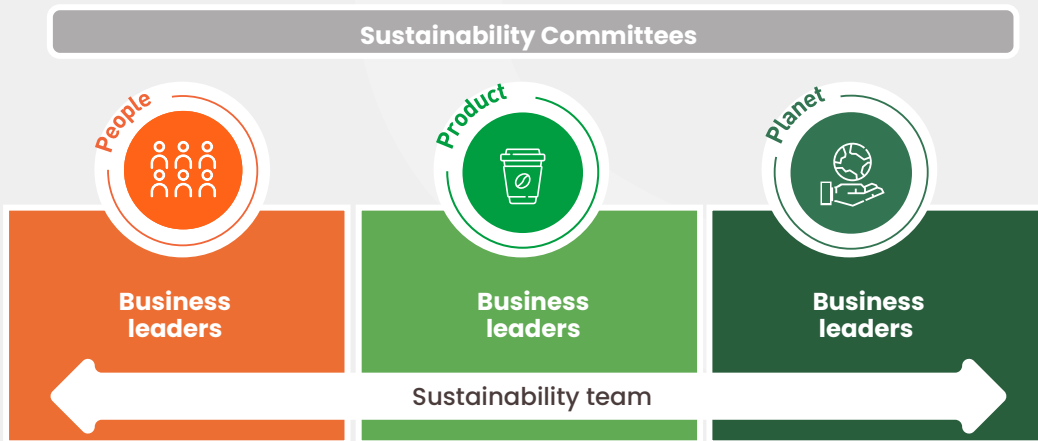 Sustainability Committees
People
Product
Planet
Business
leaders
Business
leaders
Business
leaders
Sustainability team